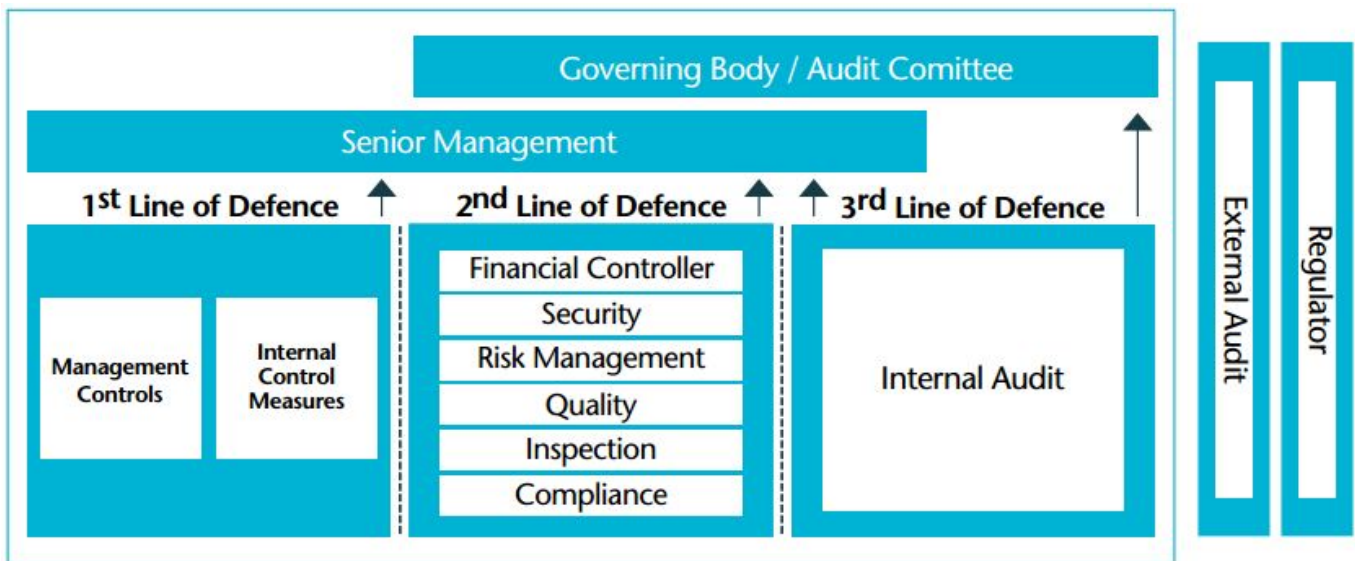 Governing Body / Audit Comittee
Senior Management
1st Line of Defence
2nd Line of Defence
3rd Line of Defence
Management
Controls
Internal
Control
Measures
Financial Controller
Security
Risk Management
Quality
Inspection
Compliance
Internal Audit
External Audit
Regulator